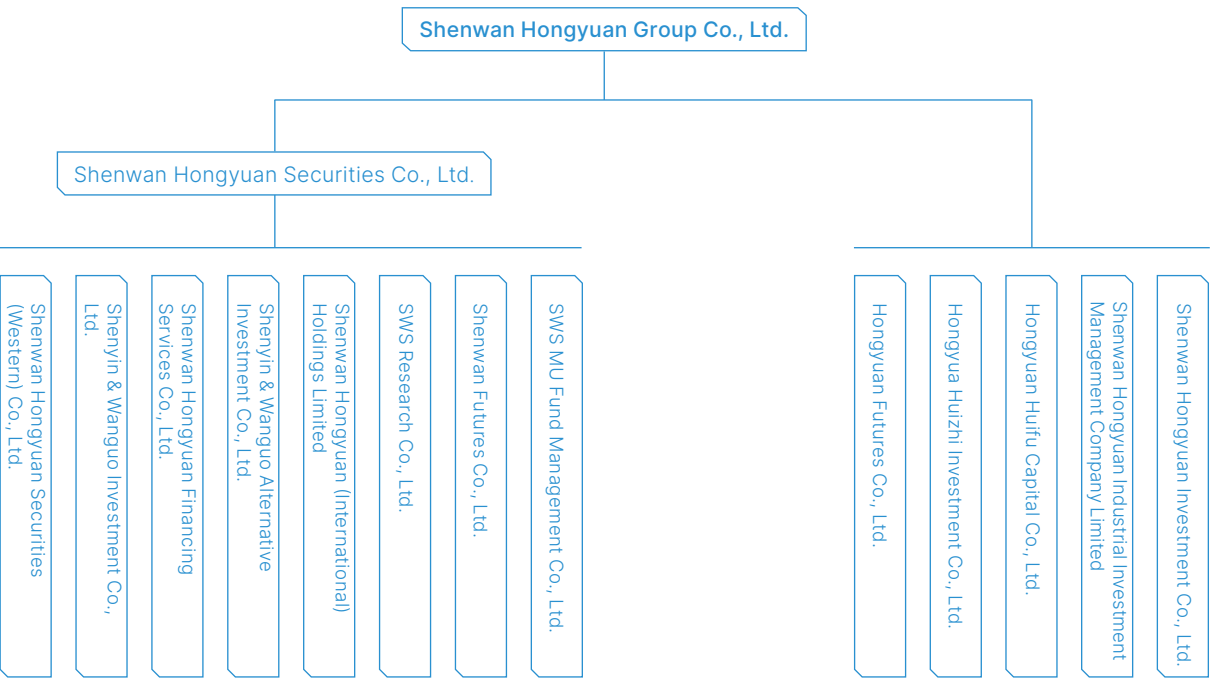 Shenwan Hongyuan Group Co., Ltd.
Shenwan Hongyuan Securities Co., Ltd.
Shenwan Hongyuan Securities
(Western) Co., Ltd.
Shenyin & Wanguo Investment Co.,
Ltd.
Shenwan Hongyuan Financing
Services Co., Ltd.
Shenyin & Wanguo Alternative
Investment Co., Ltd.
Shenwan Hongyuan (International)
Holdings Limited
SWS Research Co., Ltd.
Shenwan Futures Co., Ltd.
SWS MU Fund Management Co., Ltd.
Hongyuan Futures Co., Ltd.
Hongyua Huizhi Investment Co., Ltd.
Hongyuan Huifu Capital Co., Ltd.
Shenwan Hongyuan Industrial Investment
Management Company Limited
Shenwan Hongyuan Investment Co., Ltd.